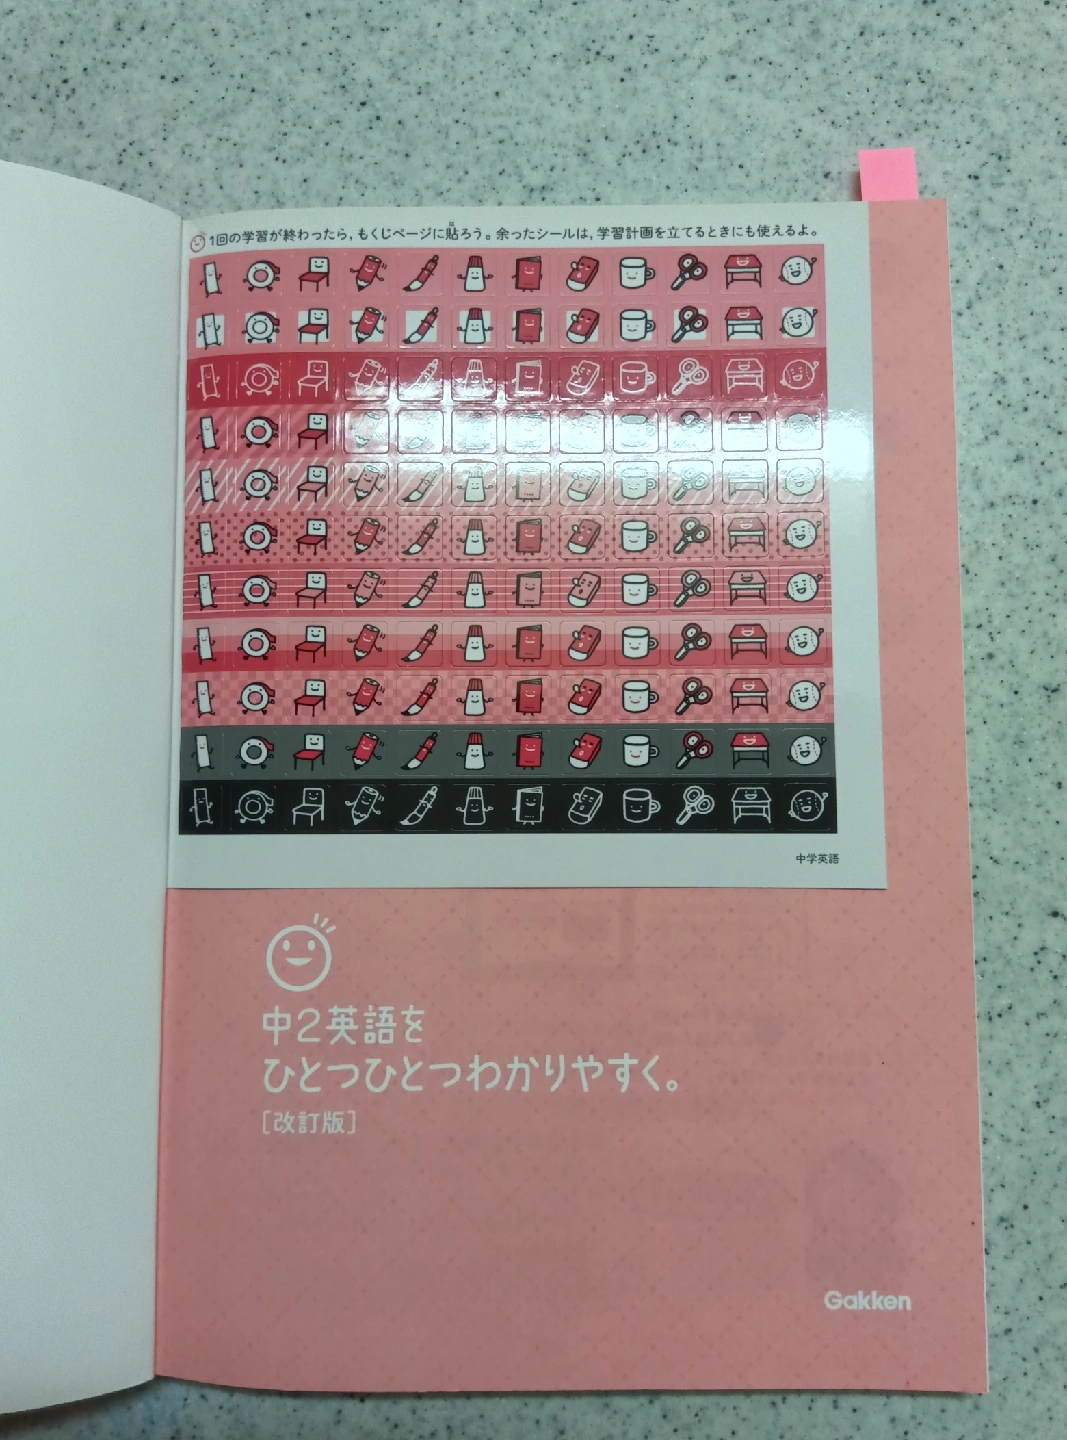 1回の学習が終わったら，もくじページに貼ろう。余ったシールは，学習計画を立てるときにも使えるよ。
中学英語
中2英語を
ひとつひとつわかりやすく。
［改訂版］
Gakken